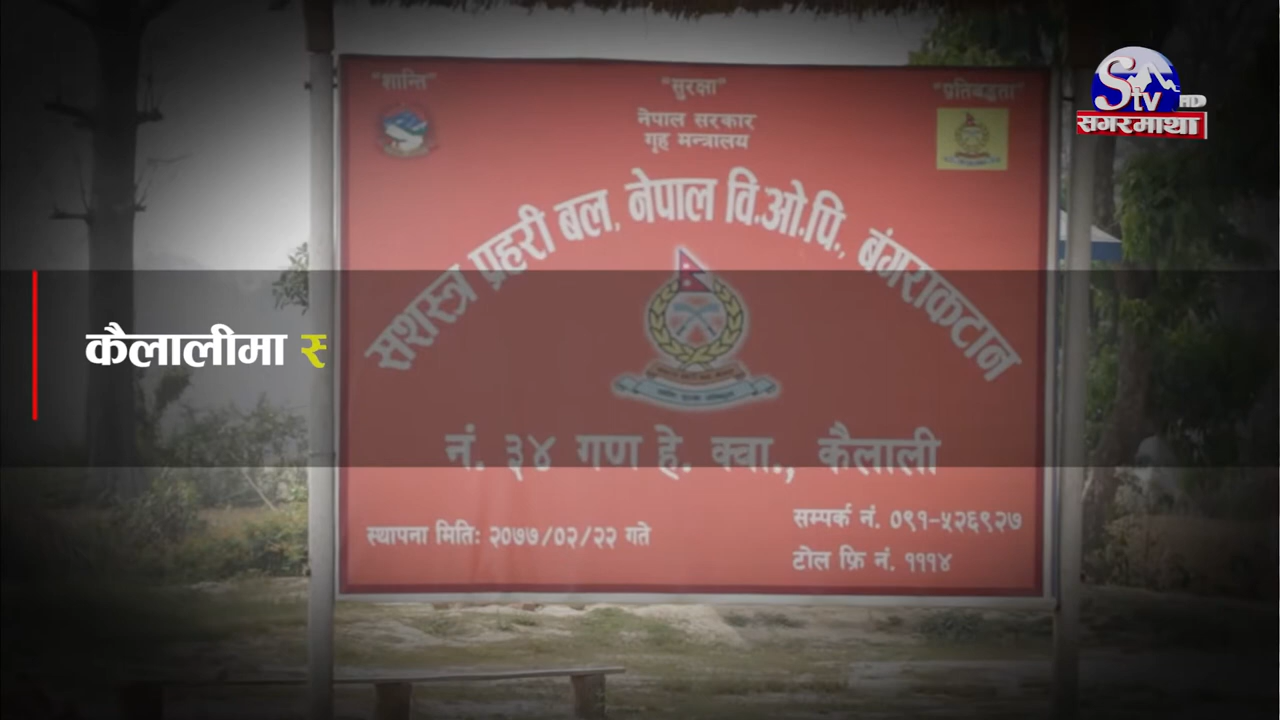 "शान्ति" "सुरक्षा" "प्रतिबद्धता"
नेपाल सरकार
गृह मन्त्रालय
सशस्त्र प्रहरी बल, नेपाल वि.ओ.पि., बंगराकटान
नं. ३४ गण हे. क्वा., कैलाली
स्थापना मिति: २०७७/०२/२२ गते
सम्पर्क नं. ०९१-५२६९२७
टोल फ्रि नं. १११४
कैलालीमा स
S tv HD
सगरमाथा